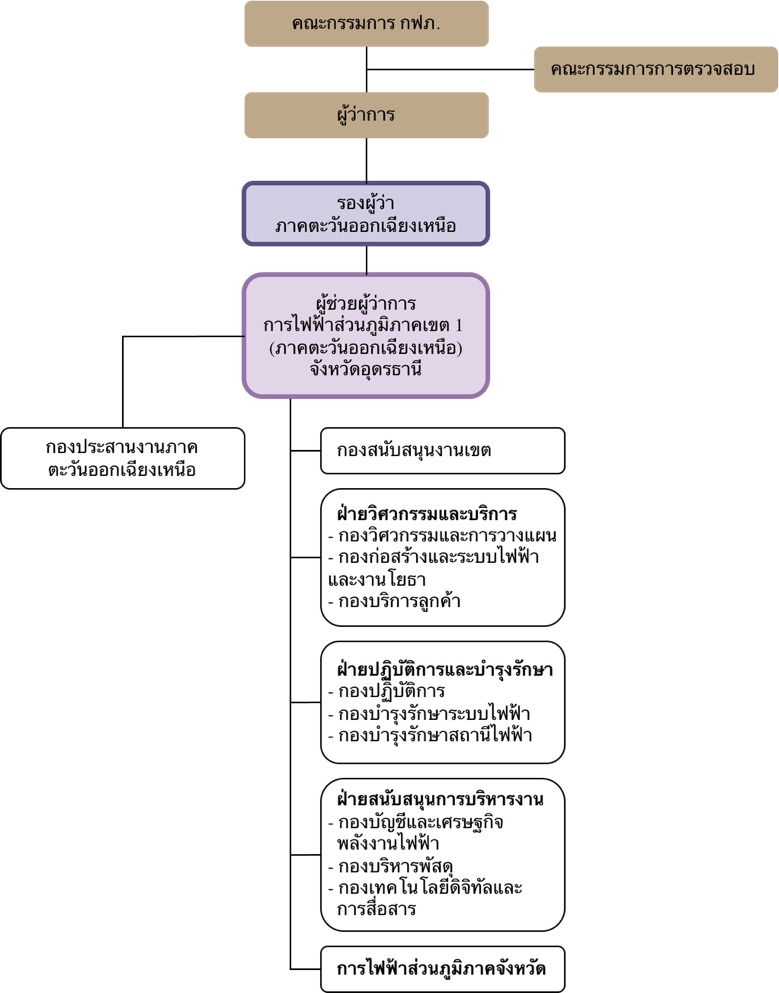 คณะกรรมการ กฟภ.
คณะกรรมการการตรวจสอบ
ผู้ว่าการ
รองผู้ว่า
ภาคตะวันออกเฉียงเหนือ
ผู้ช่วยผู้ว่าการ
การไฟฟ้าส่วนภูมิภาคเขต 1
(ภาคตะวันออกเฉียงเหนือ)
จังหวัดอุดรธานี
กองประสานงานภาค
ตะวันออกเฉียงเหนือ
กองสนับสนุนงานเขต
ฝ่ายวิศวกรรมและบริการ
- กองวิศวกรรมและการวางแผน
- กองก่อสร้างและระบบไฟฟ้า
และงานโยธา
- กองบริการลูกค้า
ฝ่ายปฏิบัติการและบำรุงรักษา
- กองปฏิบัติการ
- กองบำรุงรักษาระบบไฟฟ้า
- กองบำรุงรักษาสถานีไฟฟ้า
ฝ่ายสนับสนุนการบริหารงาน
- กองบัญชีและเศรษฐกิจ
พลังงานไฟฟ้า
- กองบริหารพัสดุ
- กองเทคโนโลยีดิจิทัลและ
การสื่อสาร
การไฟฟ้าส่วนภูมิภาคจังหวัด